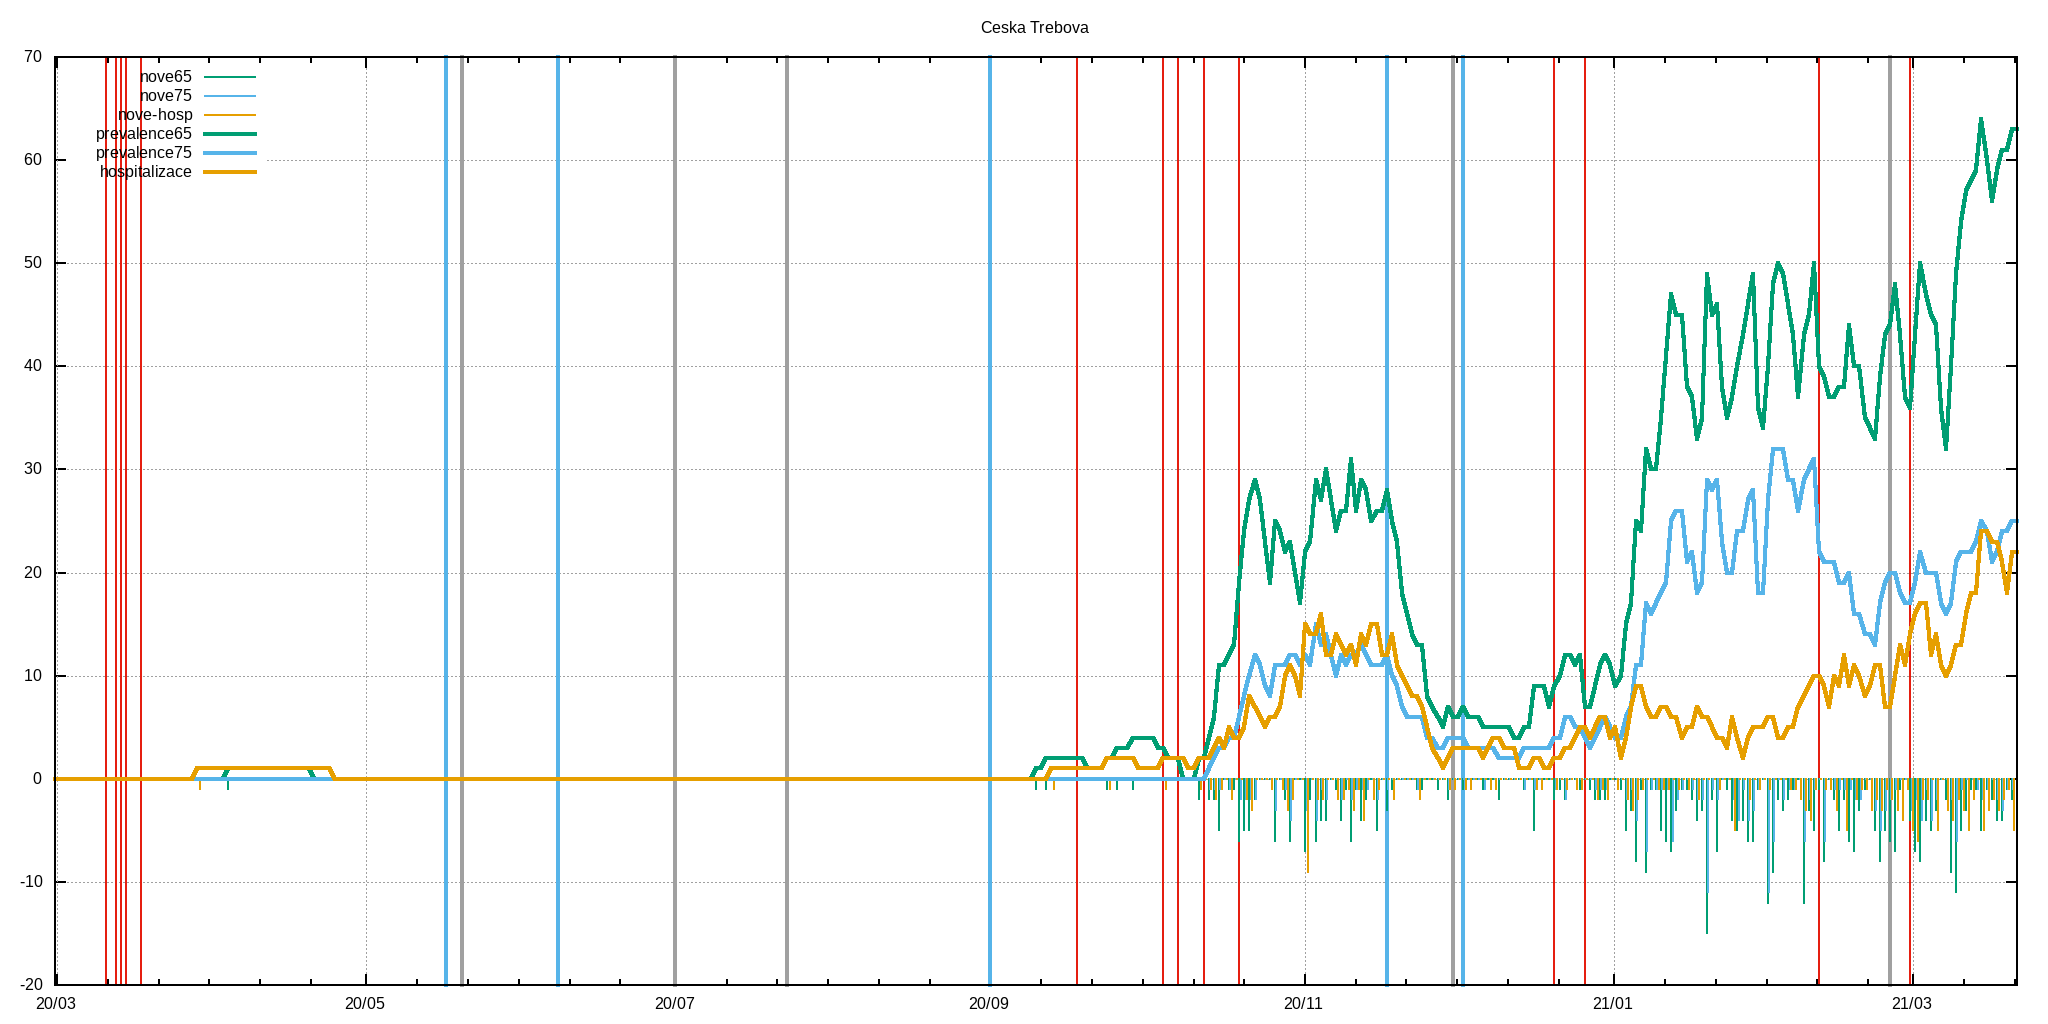 Ceska Trebova
70
60
50
40
30
20
10
0
-10
-20
nove65
nove75
nove-hosp
prevalence65
prevalence75
hospitalizace
20/03 20/05 20/07 20/09 20/11 21/01 21/03